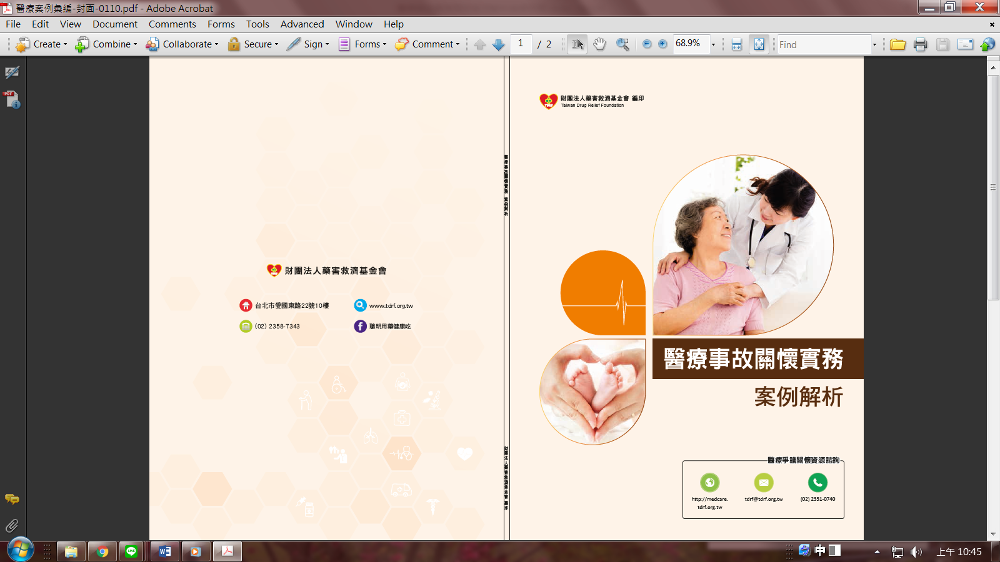 醫療案例彙編-封面-0110.pdf - Adobe Acrobat
File Edit View Document Comments Forms Tools Advanced Window Help
Create Combine Collaborate Secure Sign Forms Comment 1 / 2 68.9% Find
財團法人藥害救濟基金會
台北市愛國東路22號10樓
www.tdrf.org.tw
(02) 2358-7343
聰明用藥健康吃
醫療事故關懷實務 案例解析
財團法人藥害救濟基金會 編印
財團法人藥害救濟基金會 編印
Taiwan Drug Relief Foundation
醫療事故關懷實務
案例解析
醫療爭議關懷資源諮詢
http://medcare.
tdrf.org.tw
tdrf@tdrf.org.tw
(02) 2351-0740
中
上午 10:45